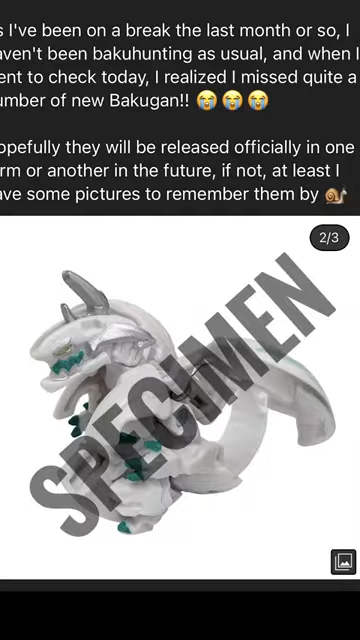 s I've been on a break the last month or so, I
aven't been bakuhunting as usual, and when I
ent to check today, I realized I missed quite a
umber of new Bakugan!! 😭😭😭
opefully they will be released officially in one
rm or another in the future, if not, at least I
ave some pictures to remember them by 🐌
2/3
SPECIMEN